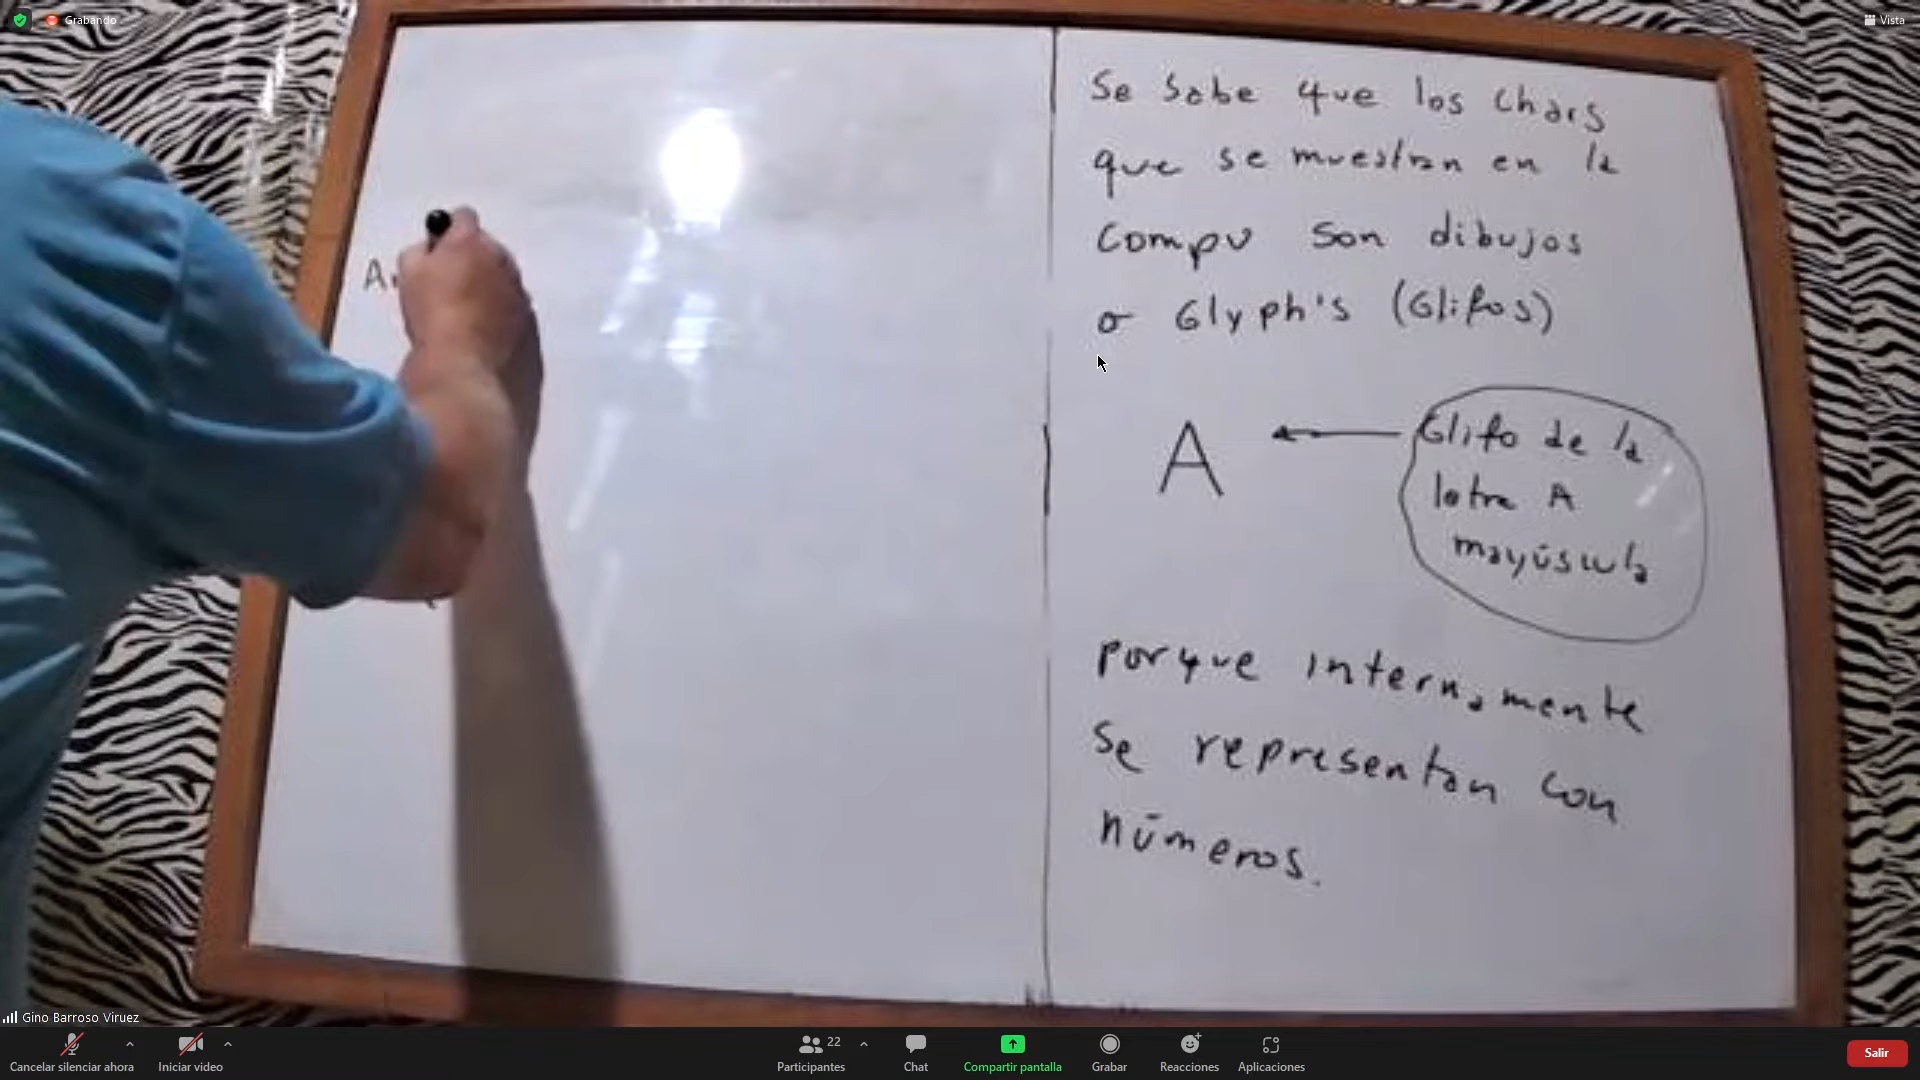 Grabando
Vista
A
Se sabe que los chars
que se muestran en la
compu son dibujos
o Glyph's (Glifos)
A
Glifo de la
letra A
mayúscula
porque internamente
se representan con
números.
Gino Barroso Viruez
Cancelar silenciar ahora
Iniciar video
22
Participantes
Chat
Compartir pantalla
Grabar
Reacciones
Aplicaciones
Salir